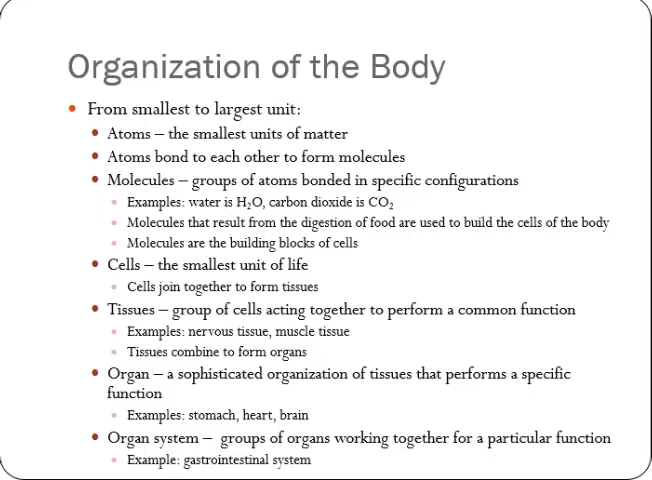 Organization of the Body
• From smallest to largest unit:
• Atoms – the smallest units of matter
• Atoms bond to each other to form molecules
• Molecules – groups of atoms bonded in specific configurations
• Examples: water is H₂O, carbon dioxide is CO₂
• Molecules that result from the digestion of food are used to build the cells of the body
• Molecules are the building blocks of cells
• Cells – the smallest unit of life
• Cells join together to form tissues
• Tissues – group of cells acting together to perform a common function
• Examples: nervous tissue, muscle tissue
• Tissues combine to form organs
• Organ – a sophisticated organization of tissues that performs a specific
function
• Examples: stomach, heart, brain
• Organ system – groups of organs working together for a particular function
• Example: gastrointestinal system